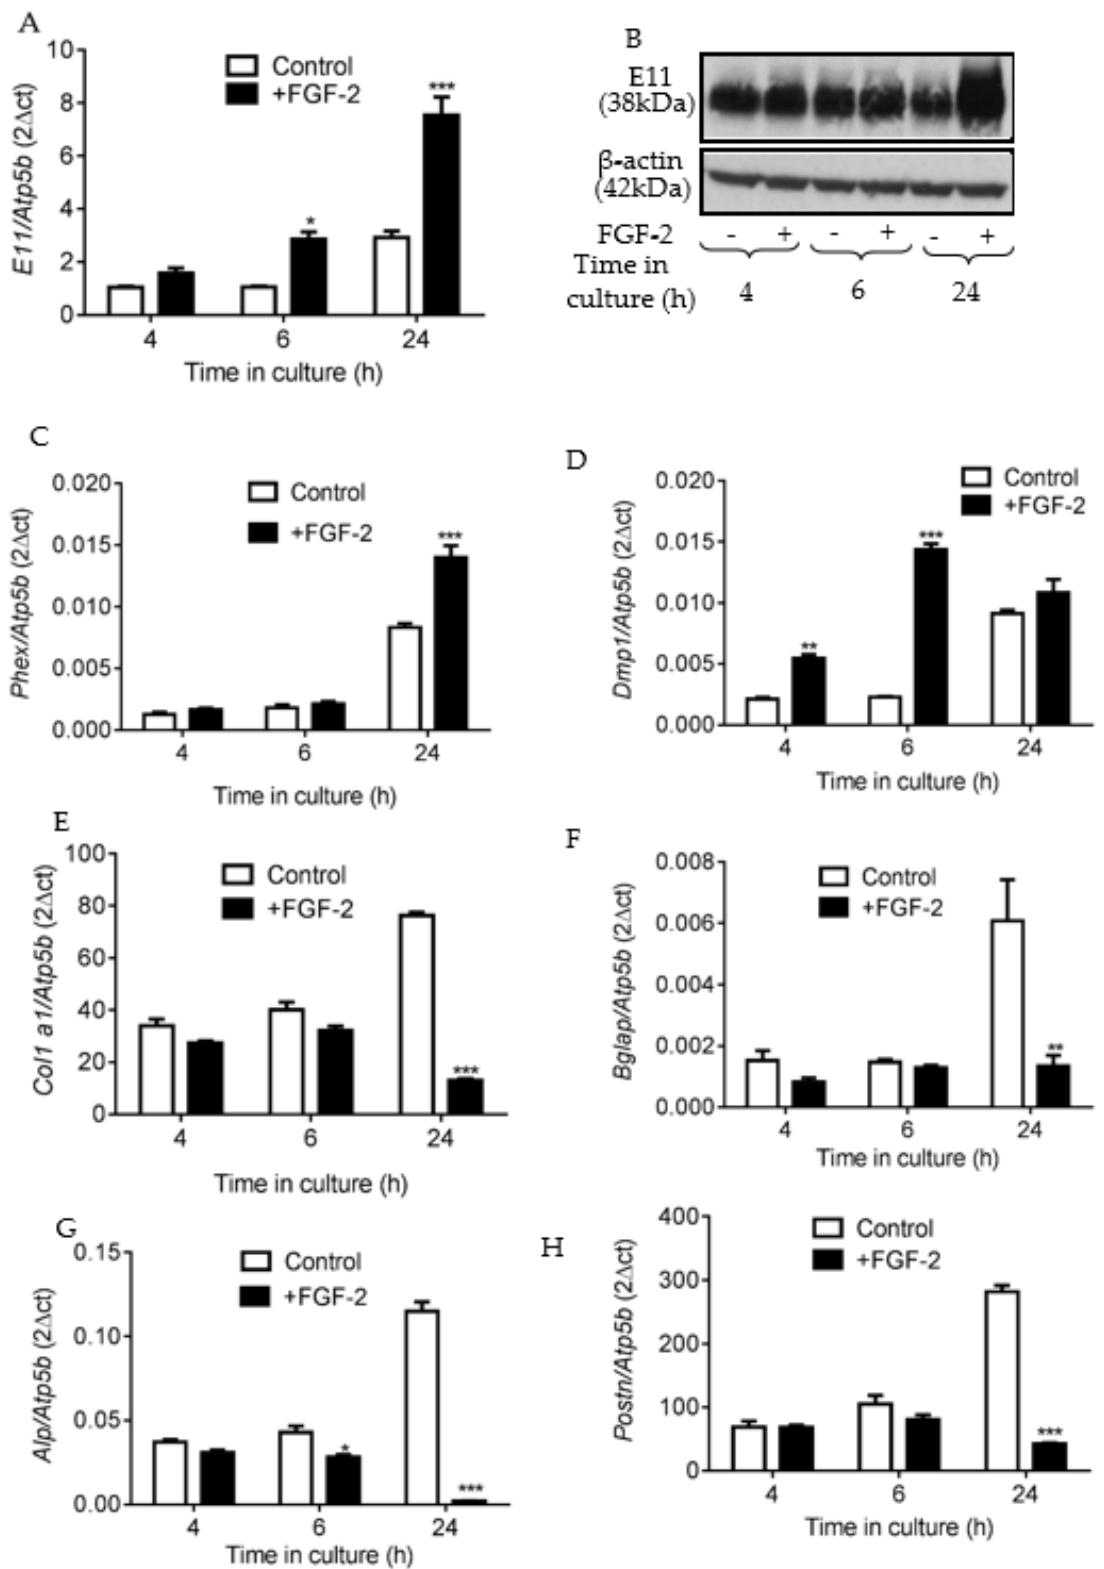 A
10
8
6
4
2
0
E11/Atp5b (2Δct)
Control
+FGF-2
*
***
4 6 24
Time in culture (h)
B
E11
(38kDa)
β-actin
(42kDa)
FGF-2 - + - + - +
Time in
culture (h) 4 6 24
C
0.020
0.015
0.010
0.005
0.000
Phex/Atp5b (2Δct)
Control
+FGF-2
***
4 6 24
Time in culture (h)
D
0.020
0.015
0.010
0.005
0.000
Dmp1/Atp5b (2Δct)
Control
+FGF-2
**
***
4 6 24
Time in culture (h)
E
100
80
60
40
20
0
Col1 a1/Atp5b (2Δct)
Control
+FGF-2
***
4 6 24
Time in culture (h)
F
0.008
0.006
0.004
0.002
0.000
Bglap/Atp5b (2Δct)
Control
+FGF-2
**
4 6 24
Time in culture (h)
G
0.15
0.10
0.05
0.00
Alp/Atp5b (2Δct)
Control
+FGF-2
*
***
4 6 24
Time in culture (h)
H
400
300
200
100
0
Postn/Atp5b (2Δct)
Control
+FGF-2
***
4 6 24
Time in culture (h)